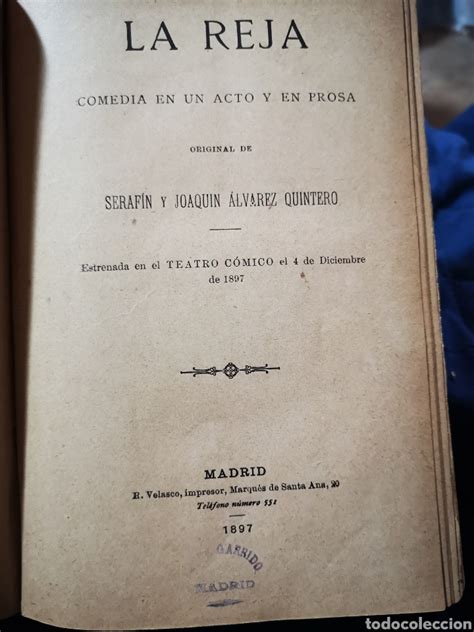 LA REJA
COMEDIA EN UN ACTO Y EN PROSA
ORIGINAL DE
SERAFÍN Y JOAQUIN ÁLVAREZ QUINTERO
Estrenada en el TEATRO CÓMICO el 4 de Diciembre
de 1897
MADRID
R. Velasco, impresor, Marqués de Santa Ana, 20
Teléfono número 551
1897
GARRIDO
MADRID
todocoleccion